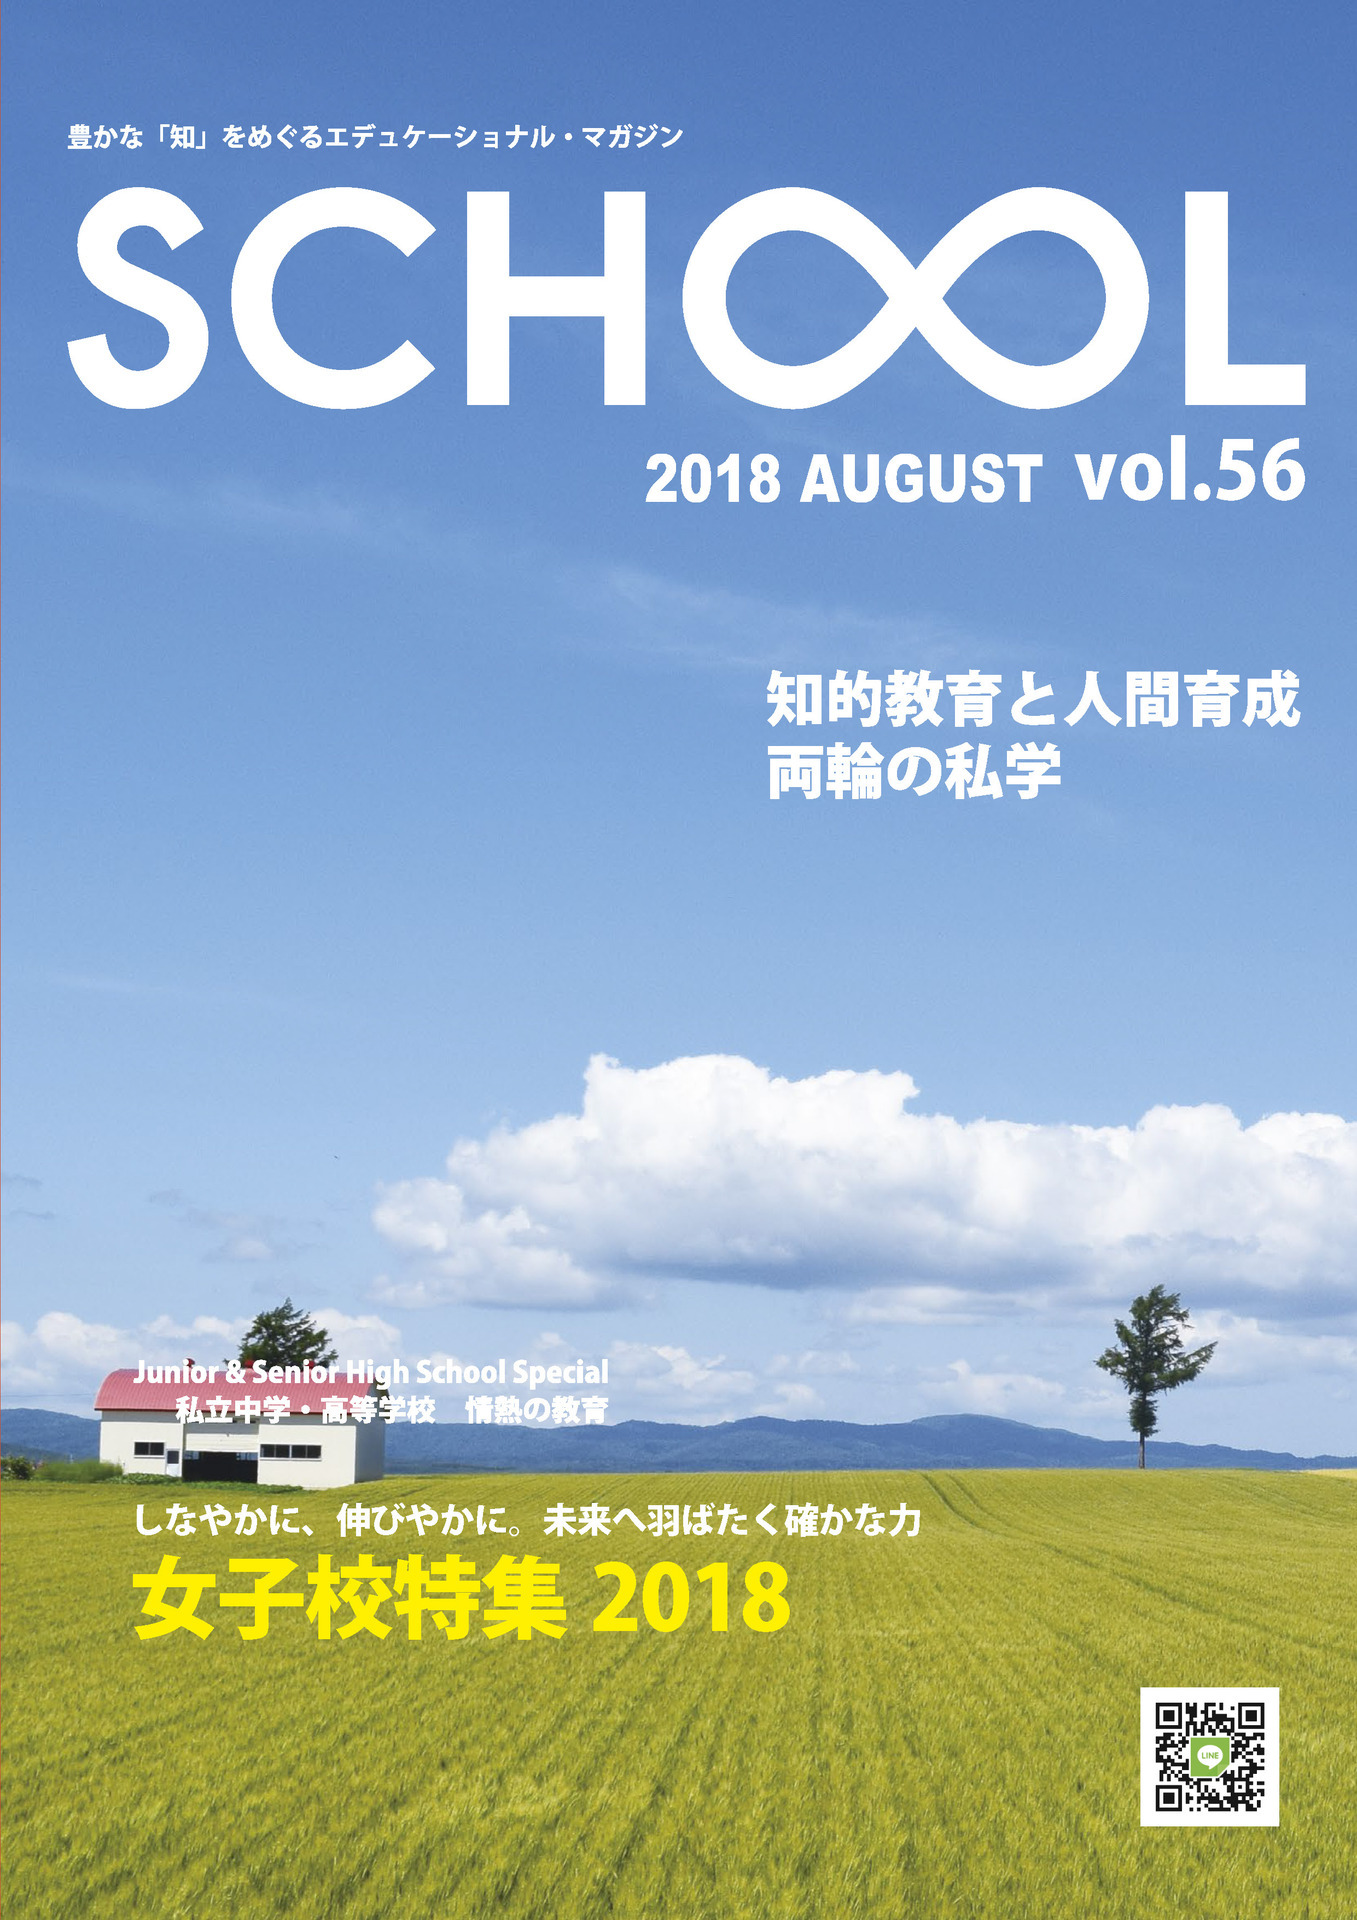 豊かな「知」をめぐるエデュケーショナル・マガジン
SCHOOL
2018 AUGUST vol.56
知的教育と人間育成
両輪の私学
Junior & Senior High School Special
私立中学・高等学校　情熱の教育
しなやかに、伸びやかに。未来へ羽ばたく確かな力
女子校特集 2018
LINE